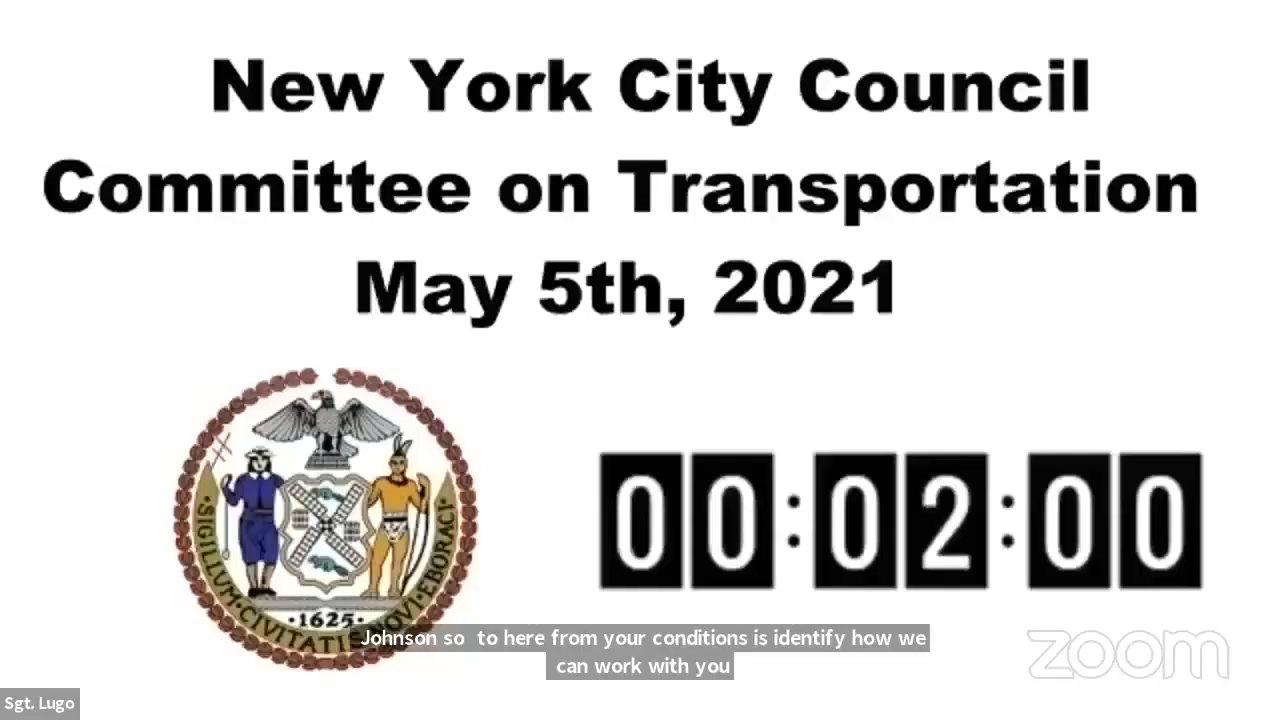 New York City Council
Committee on Transportation
May 5th, 2021
00:02:00
SIGILLUM CIVITATIS NOVI EBORACI
·1625·
Johnson so to here from your conditions is identify how we
can work with you
zoom
Sgt. Lugo